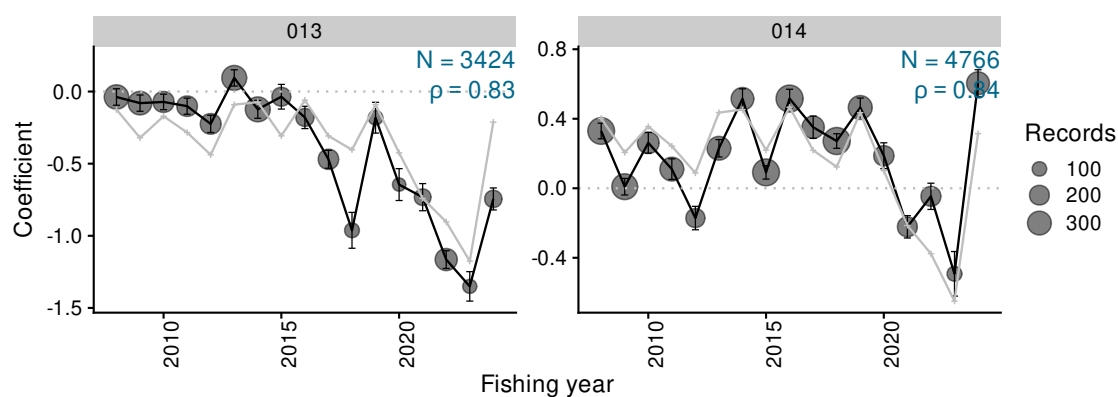 013
014
N = 3424
ρ = 0.83
N = 4766
ρ = 0.84
Coefficient
0.0
-0.5
-1.0
-1.5
0.8
0.4
0.0
-0.4
2010
2015
2020
2010
2015
2020
Fishing year
Records
100
200
300